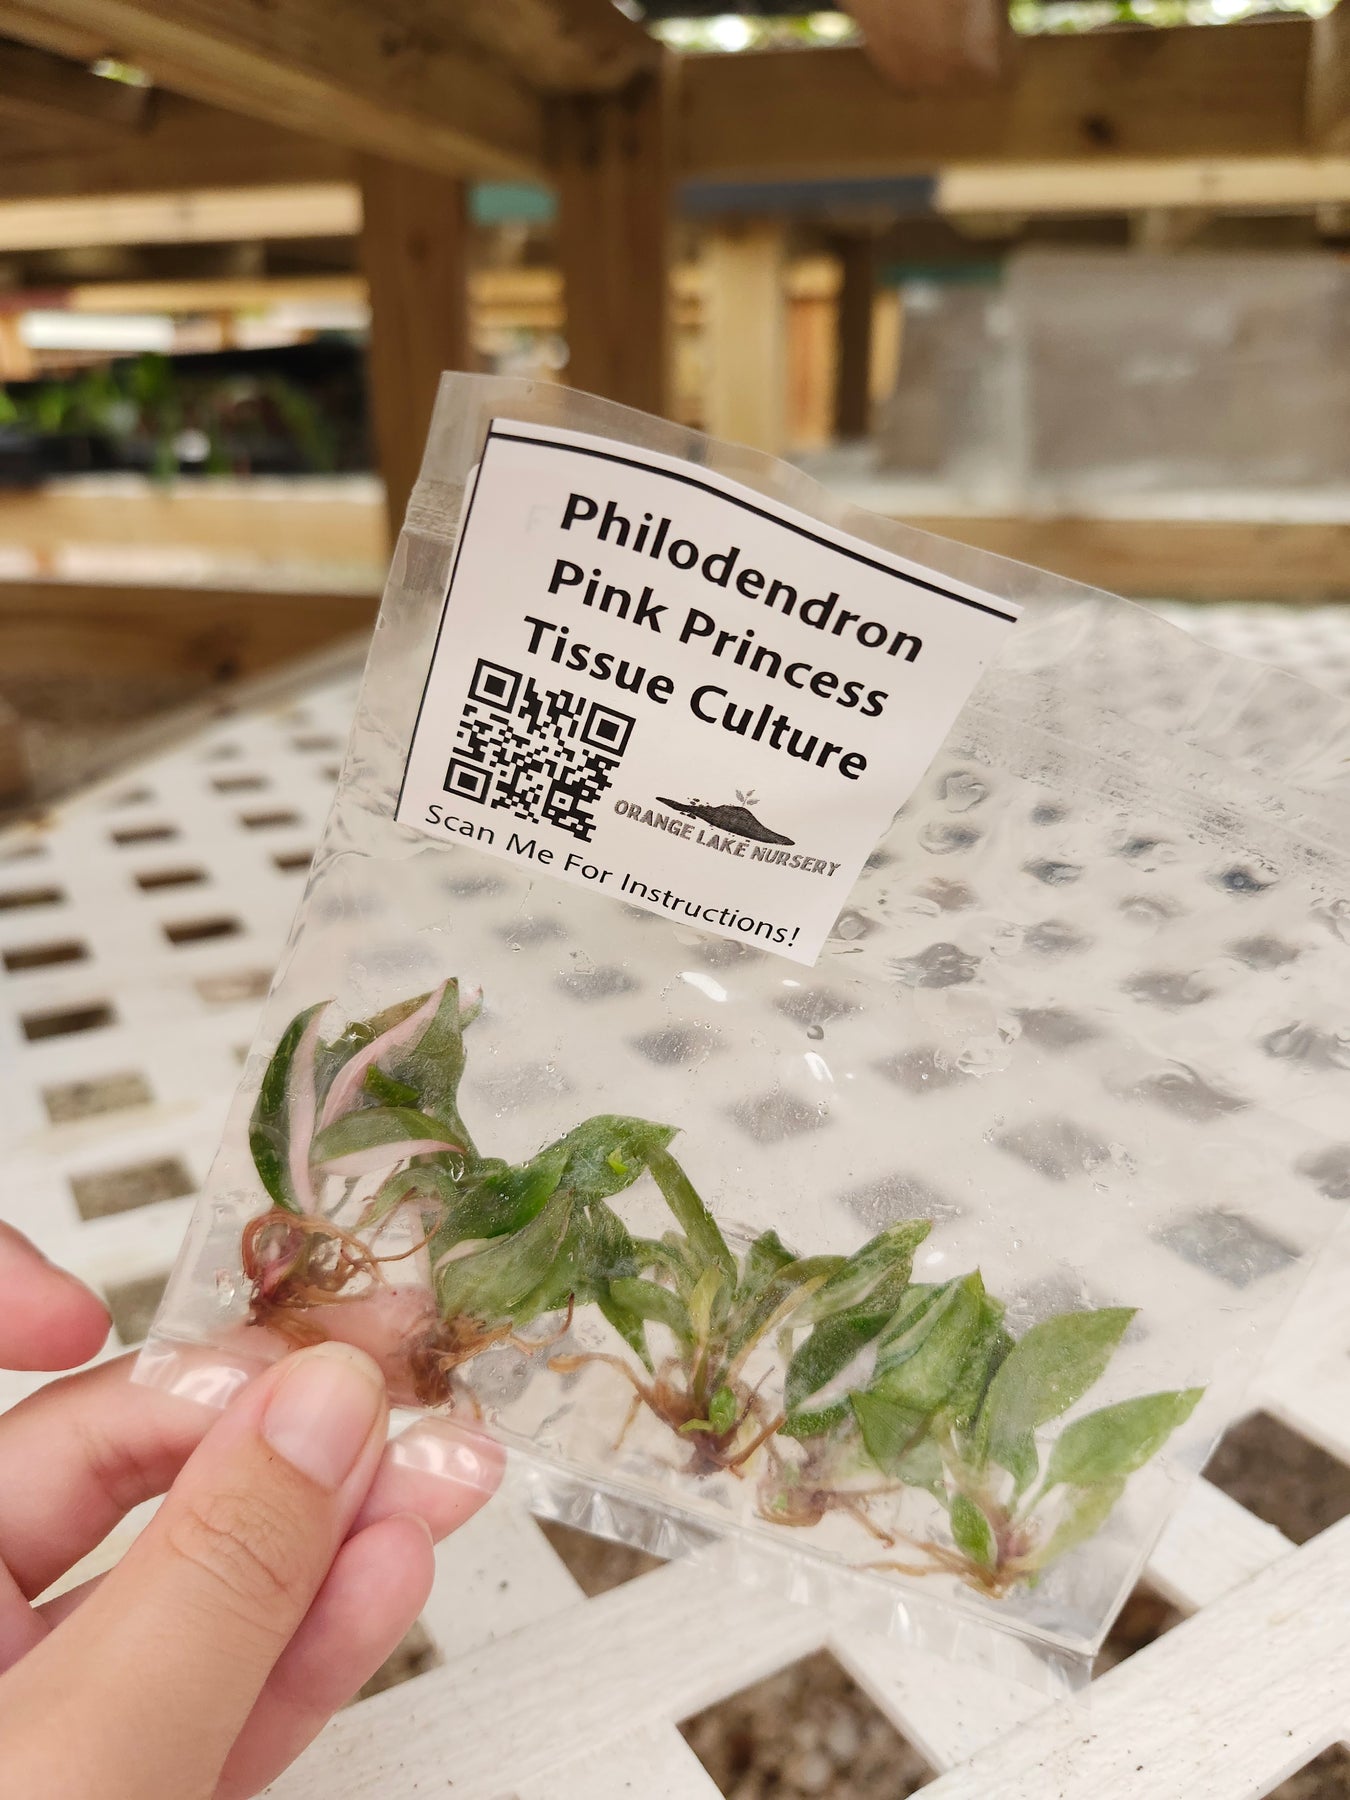 Philodendron
Pink Princess
Tissue Culture
ORANGE LAKE NURSERY
Scan Me For Instructions!